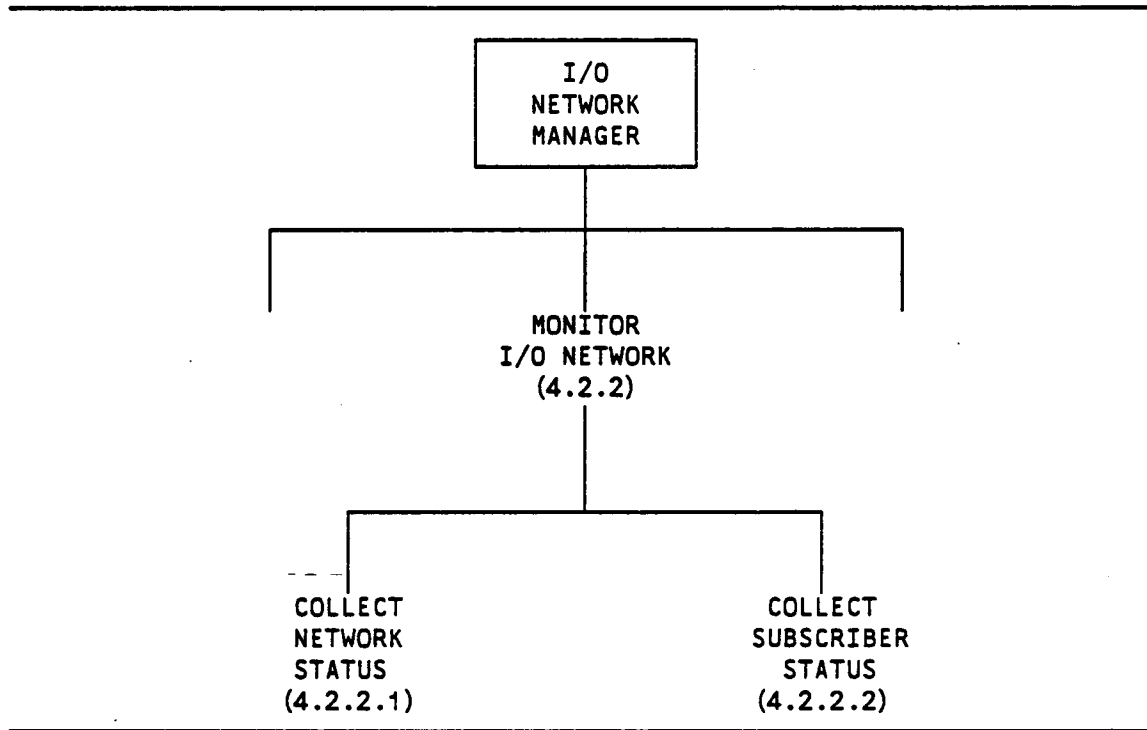 I/O
NETWORK
MANAGER
MONITOR
I/O NETWORK
(4.2.2)
COLLECT
NETWORK
STATUS
(4.2.2.1)
COLLECT
SUBSCRIBER
STATUS
(4.2.2.2)